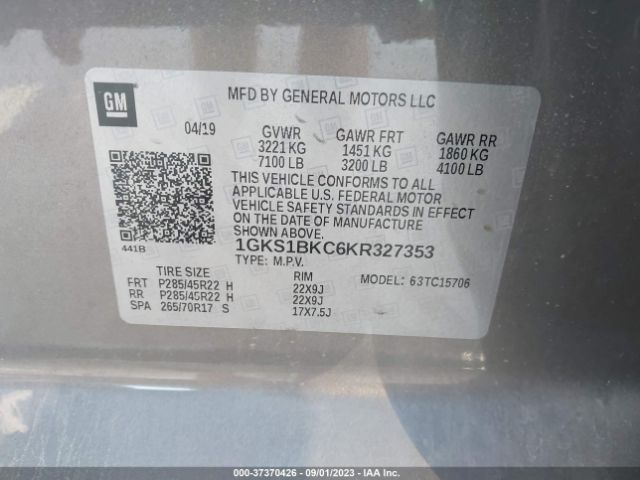 GM
MFD BY GENERAL MOTORS LLC
04/19 GVWR GAWR FRT GAWR RR
3221 KG 1451 KG 1860 KG
7100 LB 3200 LB 4100 LB
THIS VEHICLE CONFORMS TO ALL
APPLICABLE U.S. FEDERAL MOTOR
VEHICLE SAFETY STANDARDS IN EFFECT
ON THE DATE OF MANUFACTURE
SHOWN ABOVE.
441B
1GKS1BKC6KR327353
TYPE: M.P.V.
TIRE SIZE RIM MODEL: 63TC15706
FRT P285/45R22 H 22X9J
RR P285/45R22 H 22X9J
SPA 265/70R17 S 17X7.5J
000-37370426 - 09/01/2023 - IAA Inc.